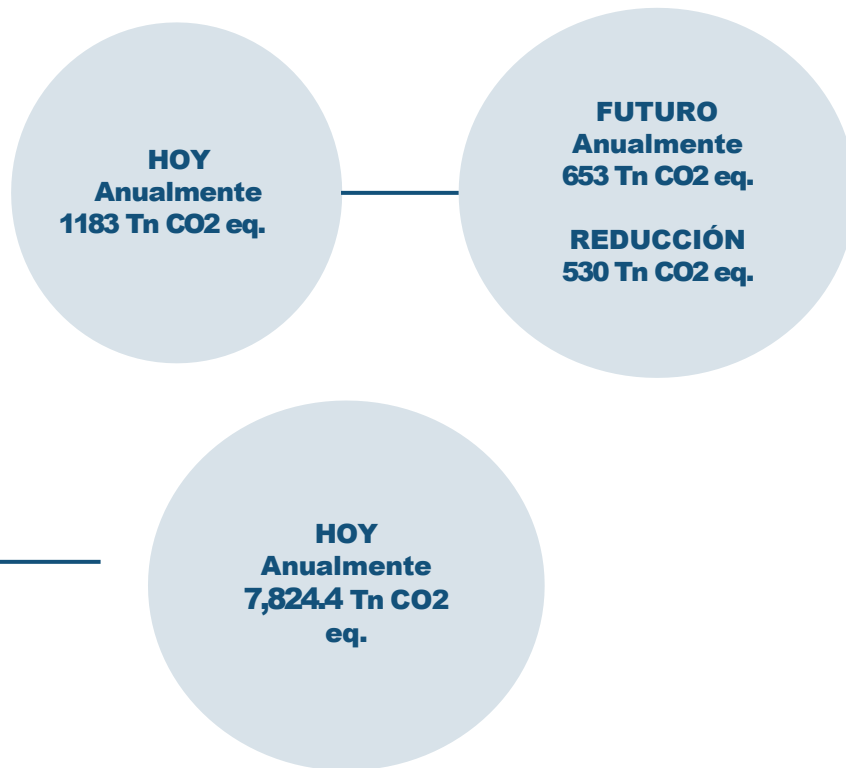 HOY
Anualmente
1183 Tn CO2 eq.
FUTURO
Anualmente
653 Tn CO2 eq.
REDUCCIÓN
530 Tn CO2 eq.
HOY
Anualmente
7,824.4 Tn CO2
eq.